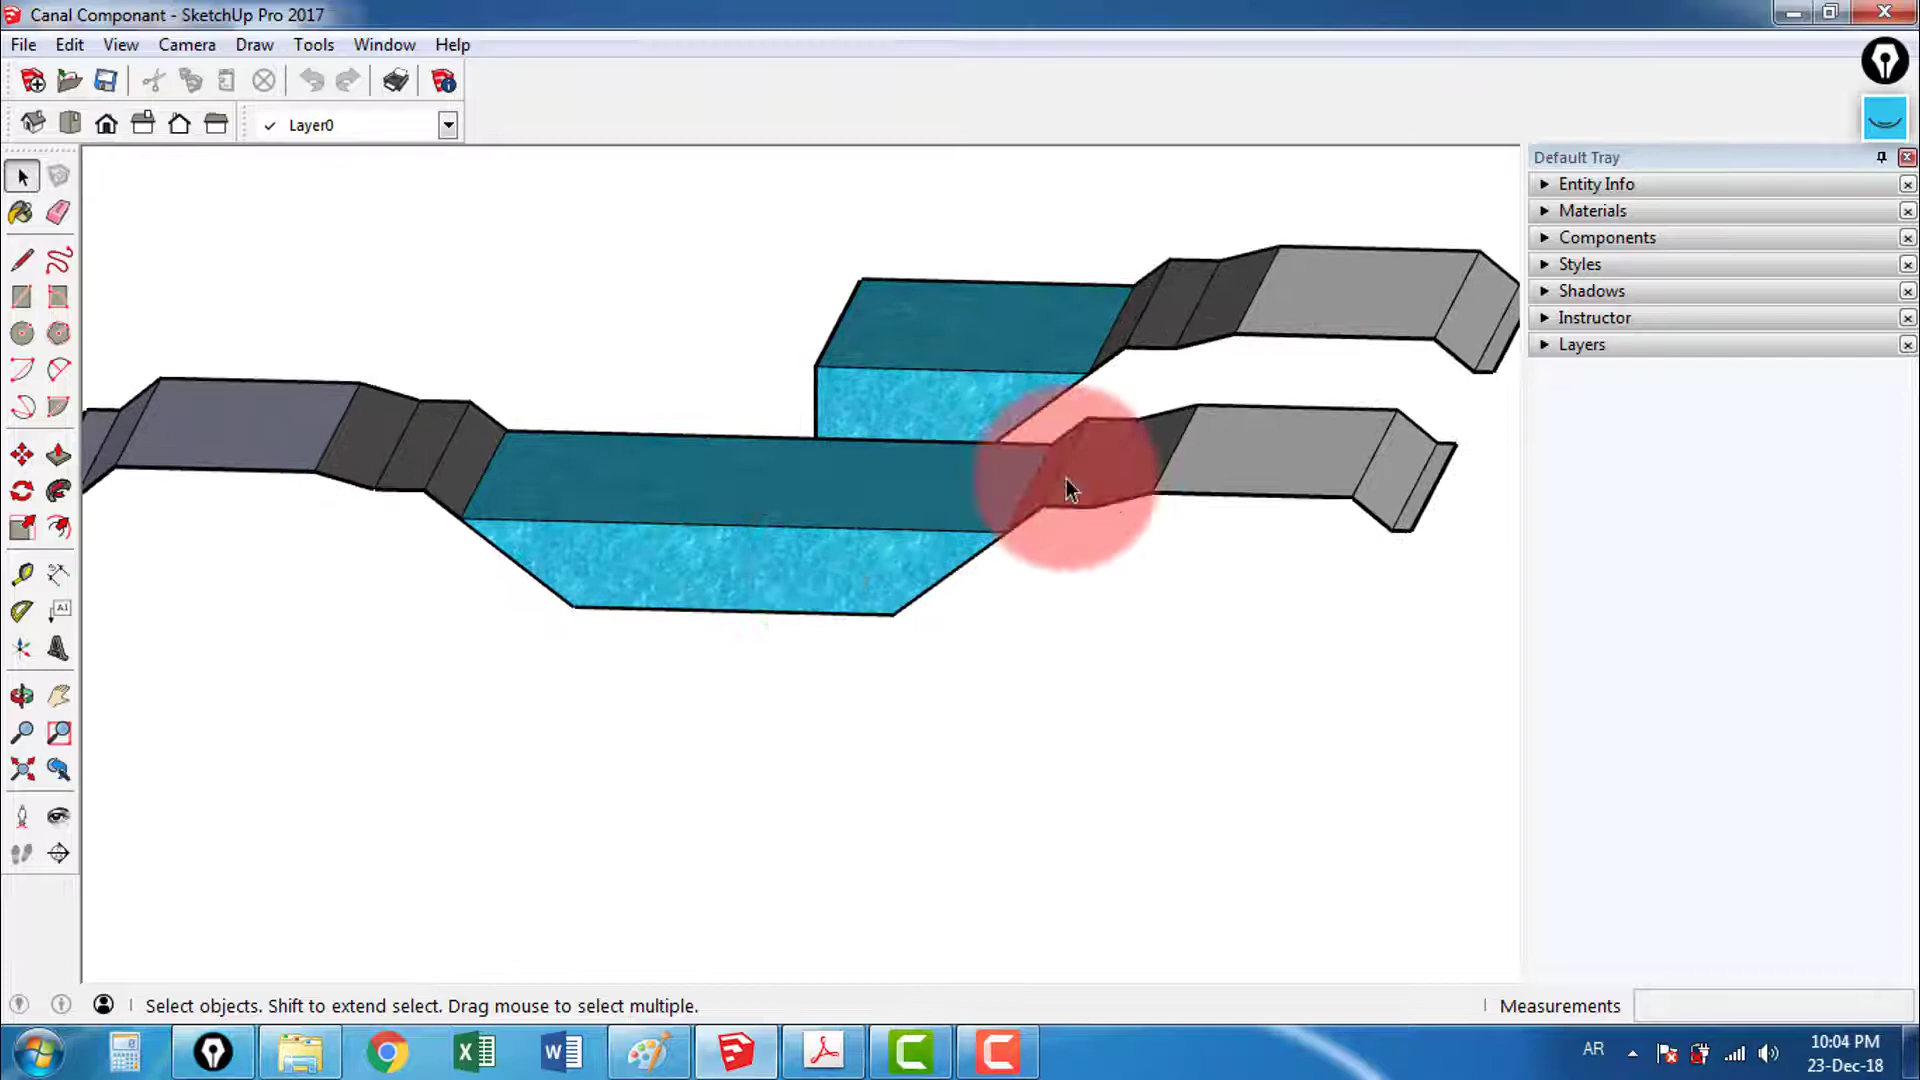 Canal Componant - SketchUp Pro 2017
File Edit View Camera Draw Tools Window Help
Layer0
Default Tray
Entity Info
Materials
Components
Styles
Shadows
Instructor
Layers
A1
Select objects. Shift to extend select. Drag mouse to select multiple.
Measurements
AR
10:04 PM
23-Dec-18